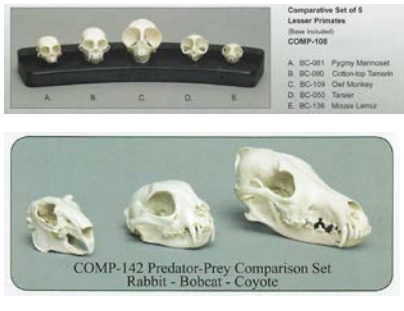 Comparative Set of 5
Lesser Primates
(Base Included)
COMP-108
A. BC-081 Pygmy Marmoset
B. BC-080 Cotton-top Tamarin
C. BC-109 Owl Monkey
D. BC-050 Tarsier
E. BC-136 Mouse Lemur
A. B. C. D. E.
COMP-142 Predator-Prey Comparison Set
Rabbit - Bobcat - Coyote